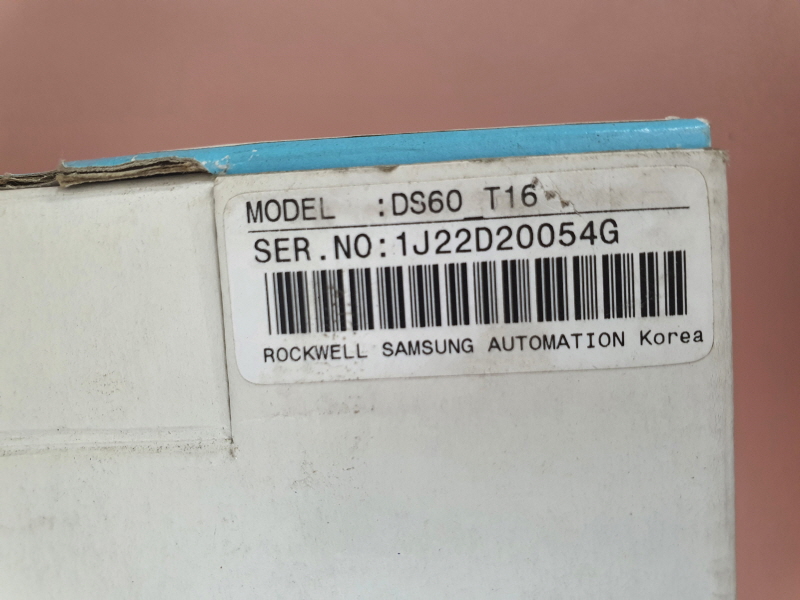 MODEL :DS60_T16
SER.NO:1J22D20054G
ROCKWELL SAMSUNG AUTOMATION Korea